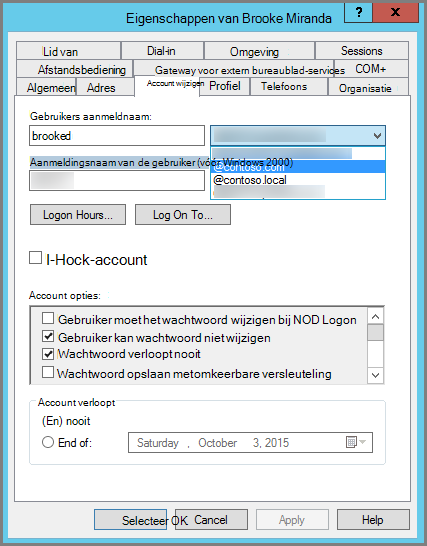 Eigenschappen van Brooke Miranda ? X
Lid van Dial-in Omgeving Sessions
Afstandsbediening Gateway voor extern bureaublad-services COM+
Algemeen Adres Account wijzigen Profiel Telefoons Organisatie
Gebruikers aanmeldnaam:
brooked
Aanmeldingsnaam van de gebruiker (vóór Windows 2000)
@contoso.com
@contoso.local
Logon Hours... Log On To...
I-Hock-account
Account opties:
Gebruiker moet het wachtwoord wijzigen bij NOD Logon
Gebruiker kan wachtwoord niet wijzigen
Wachtwoord verloopt nooit
Wachtwoord opslaan metomkeerbare versleuteling
Account verloopt
(En) nooit
End of: Saturday , October 3, 2015
Selecteer OK. Cancel Apply Help